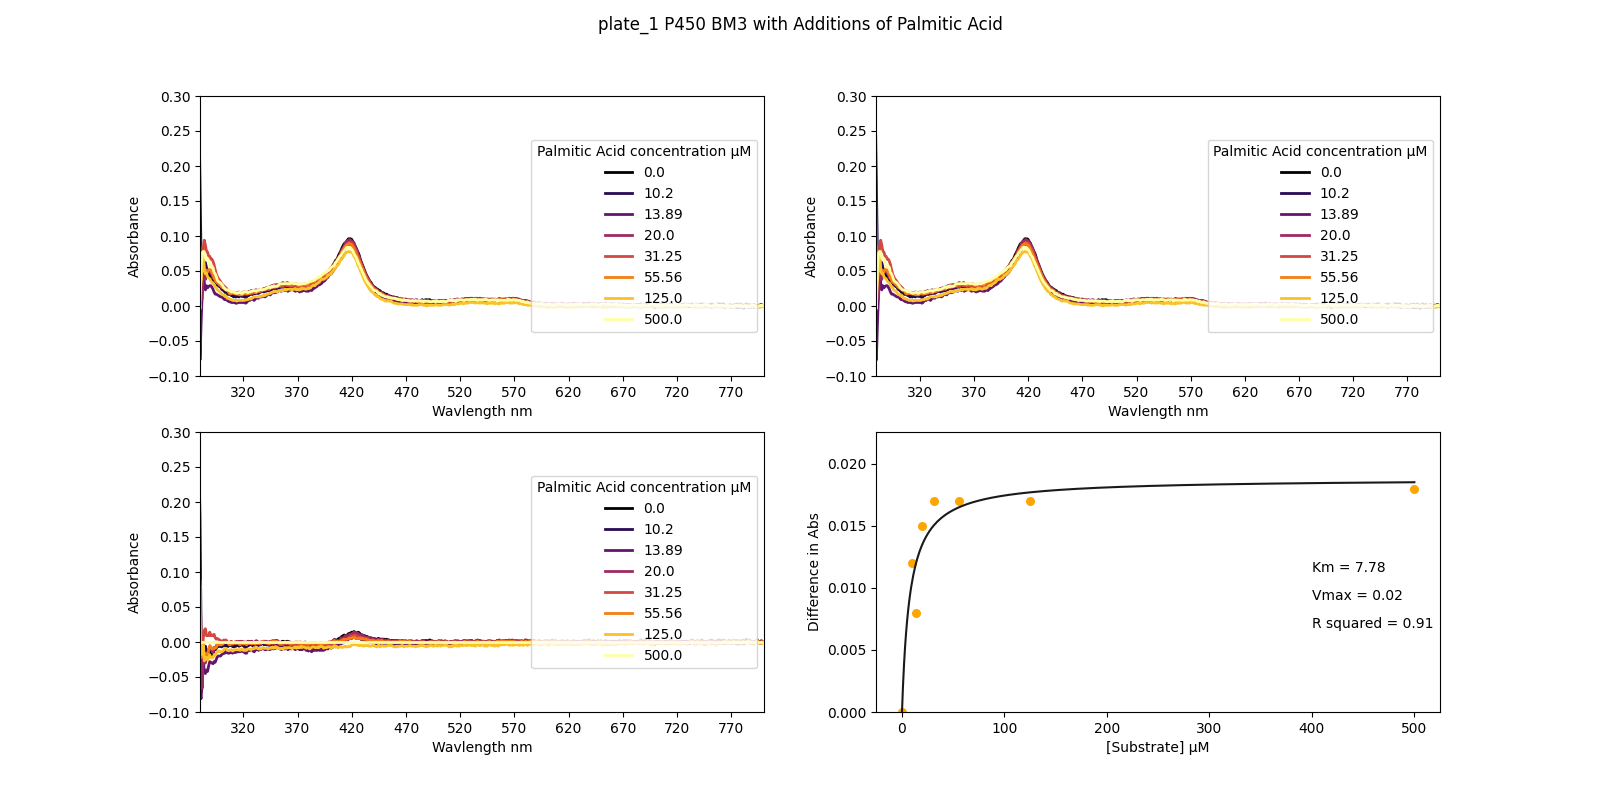 plate_1 P450 BM3 with Additions of Palmitic Acid
0.30
0.25
0.20
0.15
0.10
0.05
0.00
−0.05
−0.10
Absorbance
Palmitic Acid concentration μM
0.0
10.2
13.89
20.0
31.25
55.56
125.0
500.0
320 370 420 470 520 570 620 670 720 770
Wavlength nm
0.30
0.25
0.20
0.15
0.10
0.05
0.00
−0.05
−0.10
Absorbance
Palmitic Acid concentration μM
0.0
10.2
13.89
20.0
31.25
55.56
125.0
500.0
320 370 420 470 520 570 620 670 720 770
Wavlength nm
0.30
0.25
0.20
0.15
0.10
0.05
0.00
−0.05
−0.10
Absorbance
Palmitic Acid concentration μM
0.0
10.2
13.89
20.0
31.25
55.56
125.0
500.0
320 370 420 470 520 570 620 670 720 770
Wavlength nm
0.020
0.015
0.010
0.005
0.000
Difference in Abs
Km = 7.78
Vmax = 0.02
R squared = 0.91
0 100 200 300 400 500
[Substrate] μM